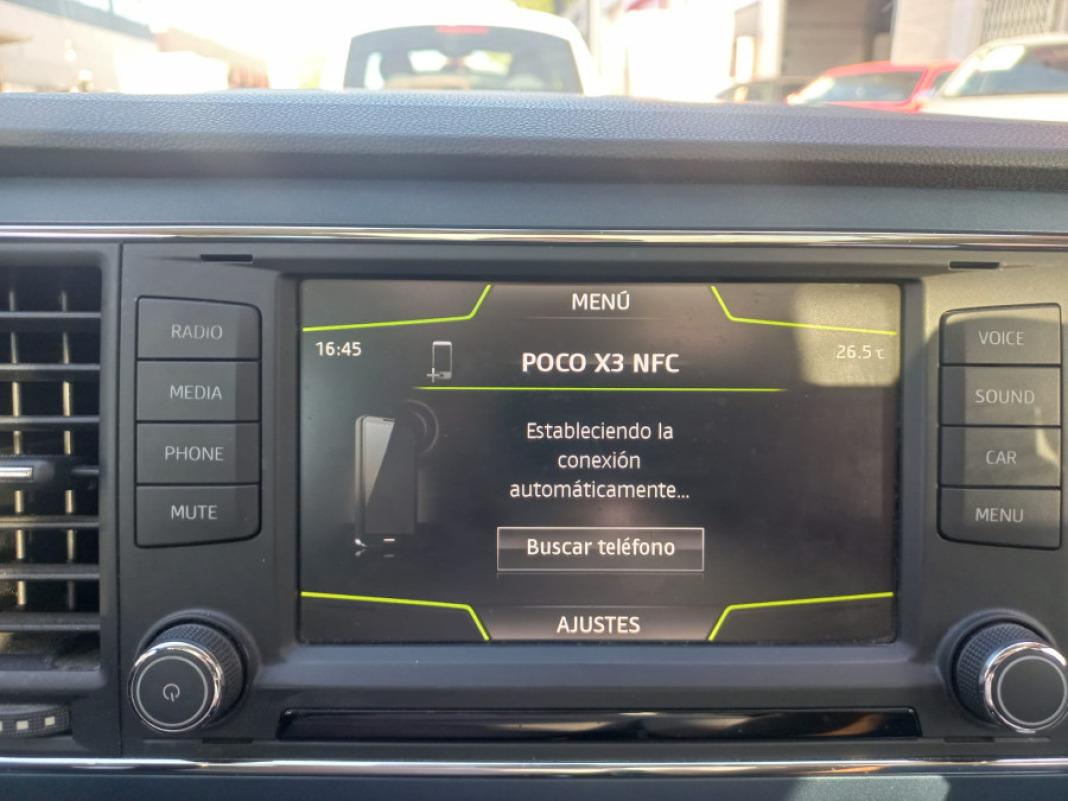 MENÚ
16:45
POCO X3 NFC
26.5℃
Estableciendo la
conexión
automáticamente...
Buscar teléfono
AJUSTES
RADIO
MEDIA
PHONE
MUTE
VOICE
SOUND
CAR
MENU